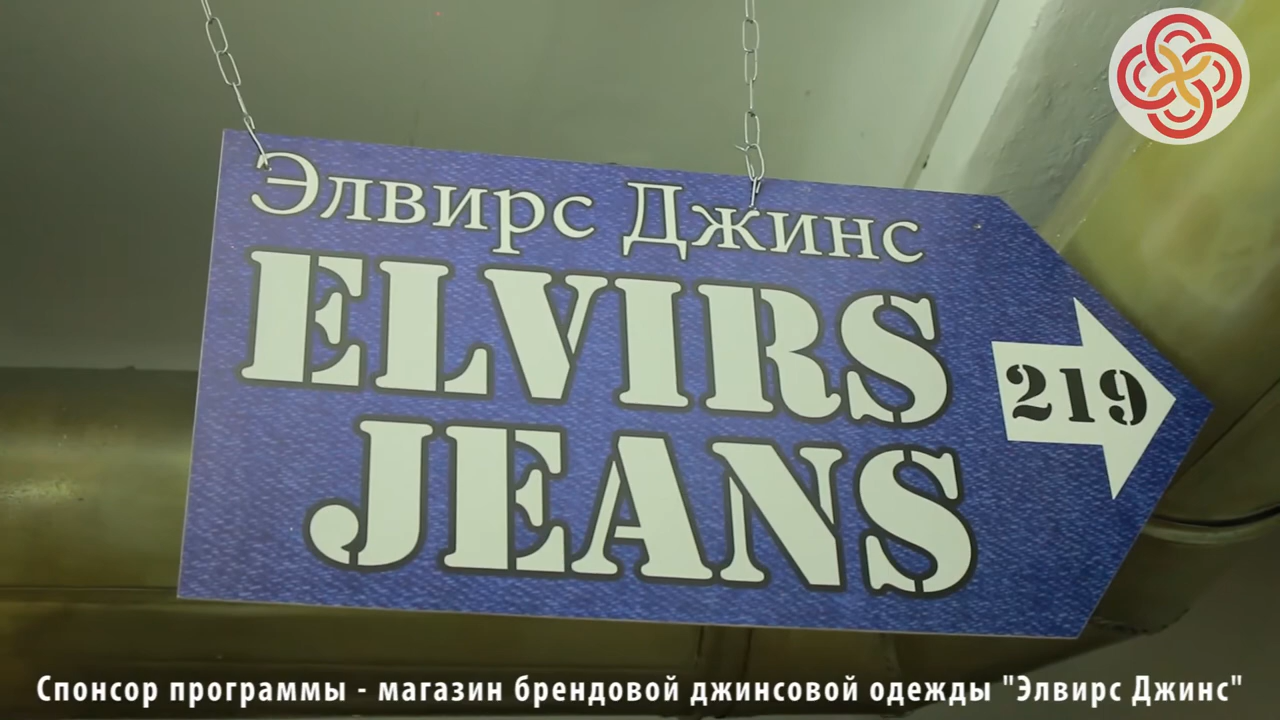 Элвирс Джинс
ELVIRS
JEANS
219
Спонсор программы - магазин брендовой джинсовой одежды "Элвирс Джинс"